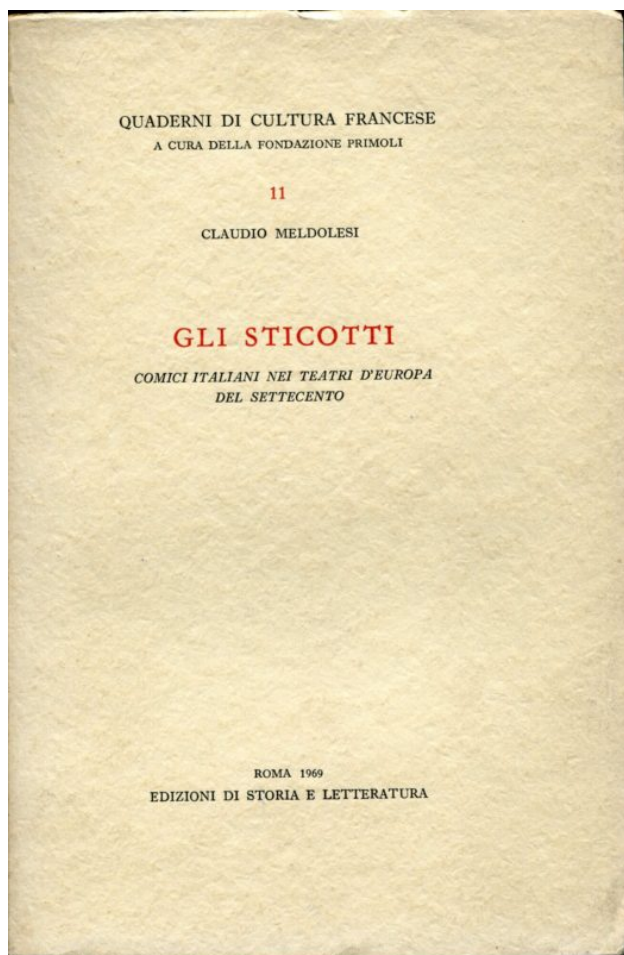 QUADERNI DI CULTURA FRANCESE
A CURA DELLA FONDAZIONE PRIMOLI
11
CLAUDIO MELDOLESI
GLI STICOTTI
COMICI ITALIANI NEI TEATRI D'EUROPA
DEL SETTECENTO
ROMA 1969
EDIZIONI DI STORIA E LETTERATURA